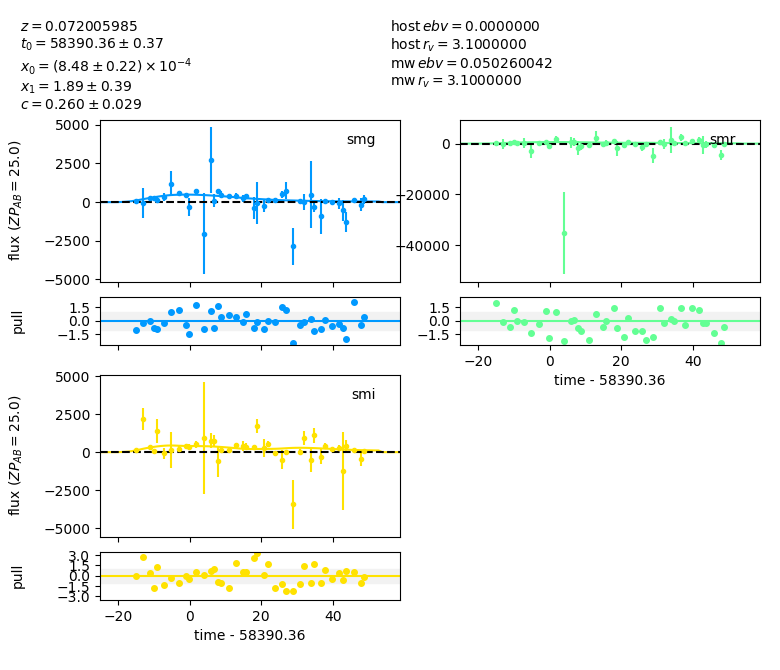 z = 0.072005985
t₀ = 58390.36 ± 0.37
x₀ = (8.48 ± 0.22) × 10⁻⁴
x₁ = 1.89 ± 0.39
c = 0.260 ± 0.029
host ebv = 0.0000000
host r_v = 3.1000000
mw ebv = 0.050260042
mw r_v = 3.1000000
flux (ZP_AB = 25.0)
5000
2500
0
−2500
−5000
smg
0
−20000
−40000
smr
pull
1.5
0.0
−1.5
1.5
0.0
−1.5
−20
0
20
40
time - 58390.36
flux (ZP_AB = 25.0)
5000
2500
0
−2500
−5000
smi
pull
3.0
1.5
0.0
−1.5
−3.0
−20
0
20
40
time - 58390.36